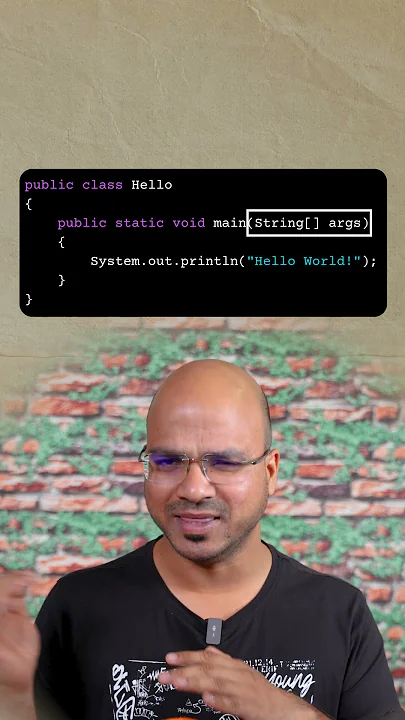 public class Hello
{
public static void main(String[] args)
{
System.out.println("Hello World!");
}
}